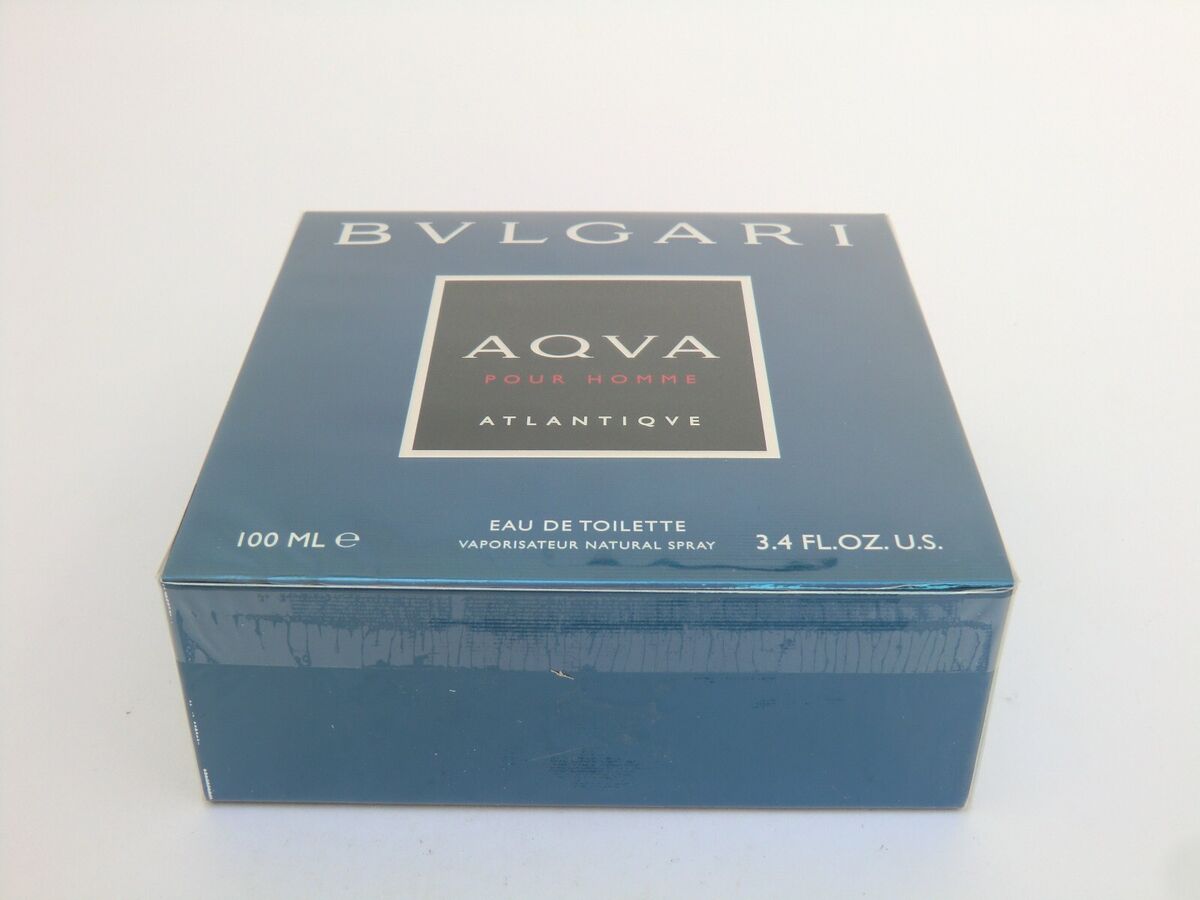 BVLGARI
AQVA
POUR HOMME
ATLANTIQVE
EAU DE TOILETTE
100 ML ℮ VAPORISATEUR NATURAL SPRAY 3.4 FL.OZ. U.S.